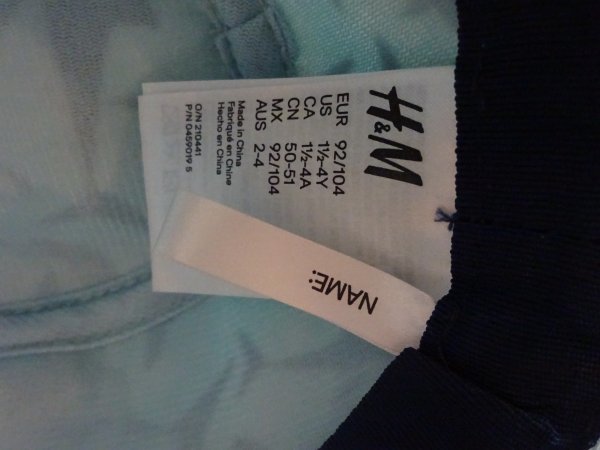 H&M
EUR 92/104
US 1½-4Y
CA 1½-4A
CN 50-51
MX 92/104
AUS 2-4
Made in China
Fabriqué en Chine
Hecho en China
O/N 210441
P/N 0459019 5
NAME: